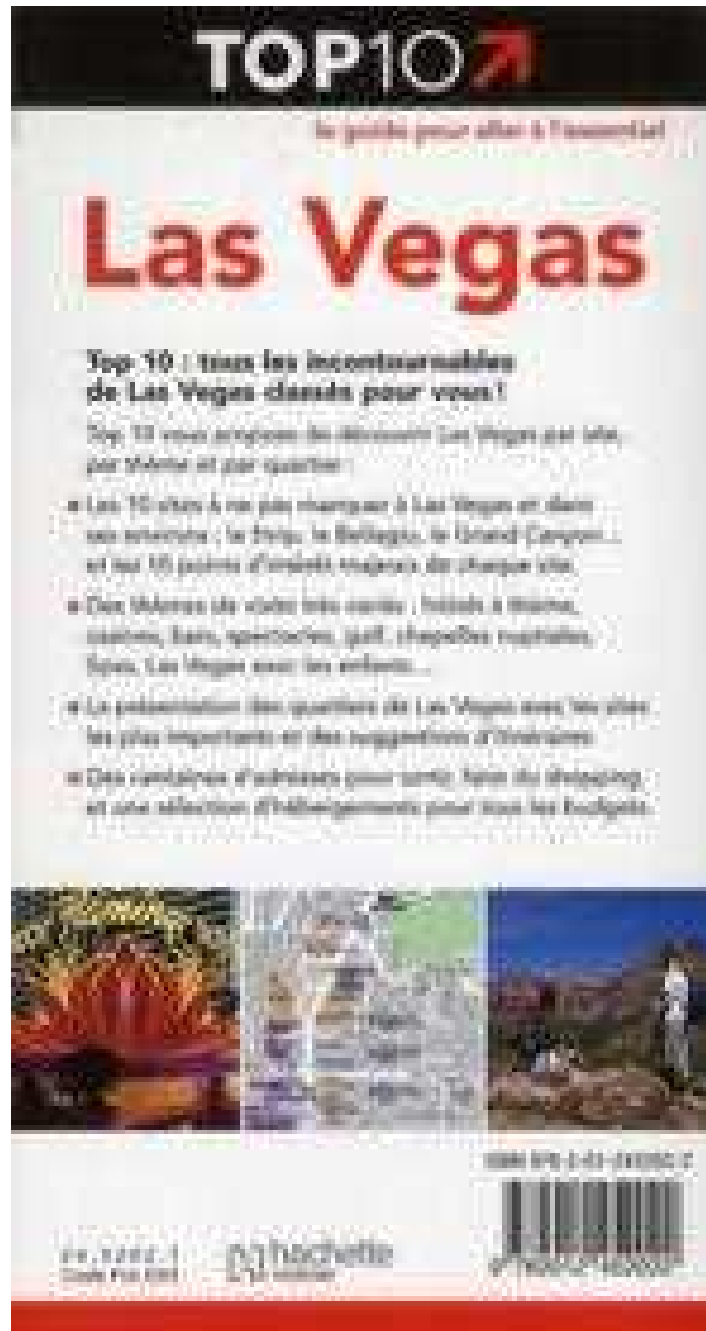 TOP10
le guide pour aller à l'essentiel
Las Vegas
Top 10 : tous les incontournables
de Las Vegas classés pour vous !
Top 10 vous propose de découvrir Las Vegas par site,
par thème et par quartier :
• Les 10 sites à ne pas manquer à Las Vegas et dans
ses environs : le Strip, le Bellagio, le Grand Canyon...
et les 10 points d'intérêt majeurs de chaque site
• Des thèmes de visite très variés : hôtels à thème,
casinos, bars, spectacles, golf, chapelles nuptiales,
Spas, Las Vegas pour les enfants...
• La présentation des quartiers de Las Vegas avec les sites
les plus importants et des suggestions d'itinéraires
• Des centaines d'adresses pour sortir, faire du shopping,
et une sélection d'hébergements pour tous les budgets.
ISBN
hachette